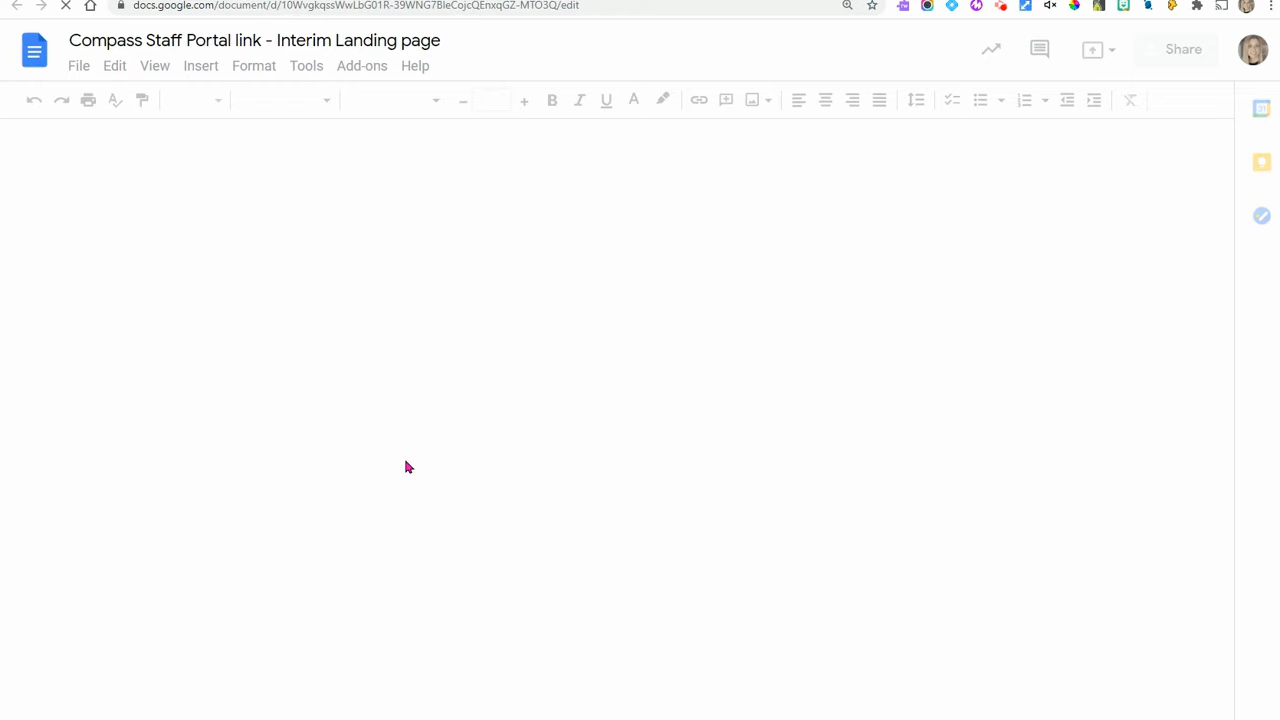 docs.google.com/document/d/10WvgkqssWwLbG01R-39WNG7BleCojcQEnxqGZ-MTO3Q/edit
Compass Staff Portal link - Interim Landing page
File Edit View Insert Format Tools Add-ons Help
Share